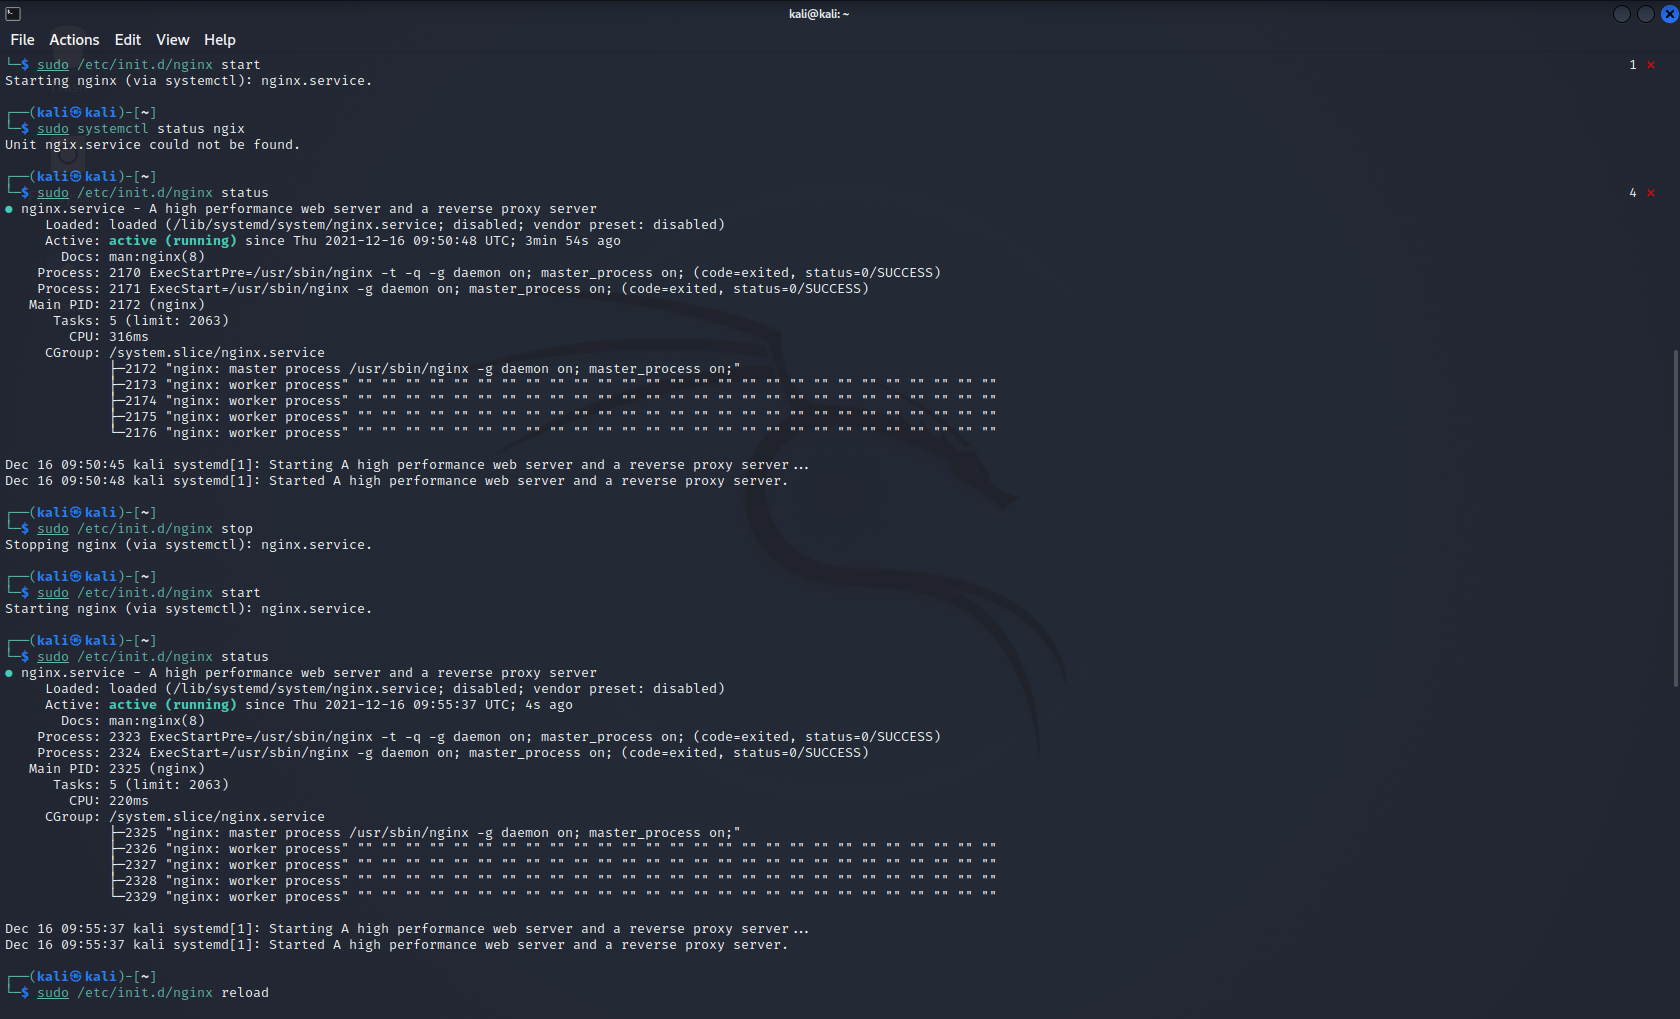 kali@kali: ~
File Actions Edit View Help
└─$ sudo /etc/init.d/nginx start 1 ⨯
Starting nginx (via systemctl): nginx.service.
┌──(kali㉿kali)-[~]
└─$ sudo systemctl status ngix
Unit ngix.service could not be found.
┌──(kali㉿kali)-[~]
└─$ sudo /etc/init.d/nginx status 4 ⨯
● nginx.service - A high performance web server and a reverse proxy server
Loaded: loaded (/lib/systemd/system/nginx.service; disabled; vendor preset: disabled)
Active: active (running) since Thu 2021-12-16 09:50:48 UTC; 3min 54s ago
Docs: man:nginx(8)
Process: 2170 ExecStartPre=/usr/sbin/nginx -t -q -g daemon on; master_process on; (code=exited, status=0/SUCCESS)
Process: 2171 ExecStart=/usr/sbin/nginx -g daemon on; master_process on; (code=exited, status=0/SUCCESS)
Main PID: 2172 (nginx)
Tasks: 5 (limit: 2063)
CPU: 316ms
CGroup: /system.slice/nginx.service
├─2172 "nginx: master process /usr/sbin/nginx -g daemon on; master_process on;"
├─2173 "nginx: worker process" "" "" "" "" "" "" "" "" "" "" "" "" "" "" "" "" "" "" "" "" "" "" "" "" "" "" ""
├─2174 "nginx: worker process" "" "" "" "" "" "" "" "" "" "" "" "" "" "" "" "" "" "" "" "" "" "" "" "" "" "" ""
├─2175 "nginx: worker process" "" "" "" "" "" "" "" "" "" "" "" "" "" "" "" "" "" "" "" "" "" "" "" "" "" "" ""
└─2176 "nginx: worker process" "" "" "" "" "" "" "" "" "" "" "" "" "" "" "" "" "" "" "" "" "" "" "" "" "" "" ""
Dec 16 09:50:45 kali systemd[1]: Starting A high performance web server and a reverse proxy server...
Dec 16 09:50:48 kali systemd[1]: Started A high performance web server and a reverse proxy server.
┌──(kali㉿kali)-[~]
└─$ sudo /etc/init.d/nginx stop
Stopping nginx (via systemctl): nginx.service.
┌──(kali㉿kali)-[~]
└─$ sudo /etc/init.d/nginx start
Starting nginx (via systemctl): nginx.service.
┌──(kali㉿kali)-[~]
└─$ sudo /etc/init.d/nginx status
● nginx.service - A high performance web server and a reverse proxy server
Loaded: loaded (/lib/systemd/system/nginx.service; disabled; vendor preset: disabled)
Active: active (running) since Thu 2021-12-16 09:55:37 UTC; 4s ago
Docs: man:nginx(8)
Process: 2323 ExecStartPre=/usr/sbin/nginx -t -q -g daemon on; master_process on; (code=exited, status=0/SUCCESS)
Process: 2324 ExecStart=/usr/sbin/nginx -g daemon on; master_process on; (code=exited, status=0/SUCCESS)
Main PID: 2325 (nginx)
Tasks: 5 (limit: 2063)
CPU: 220ms
CGroup: /system.slice/nginx.service
├─2325 "nginx: master process /usr/sbin/nginx -g daemon on; master_process on;"
├─2326 "nginx: worker process" "" "" "" "" "" "" "" "" "" "" "" "" "" "" "" "" "" "" "" "" "" "" "" "" "" "" ""
├─2327 "nginx: worker process" "" "" "" "" "" "" "" "" "" "" "" "" "" "" "" "" "" "" "" "" "" "" "" "" "" "" ""
├─2328 "nginx: worker process" "" "" "" "" "" "" "" "" "" "" "" "" "" "" "" "" "" "" "" "" "" "" "" "" "" "" ""
└─2329 "nginx: worker process" "" "" "" "" "" "" "" "" "" "" "" "" "" "" "" "" "" "" "" "" "" "" "" "" "" "" ""
Dec 16 09:55:37 kali systemd[1]: Starting A high performance web server and a reverse proxy server...
Dec 16 09:55:37 kali systemd[1]: Started A high performance web server and a reverse proxy server.
┌──(kali㉿kali)-[~]
└─$ sudo /etc/init.d/nginx reload